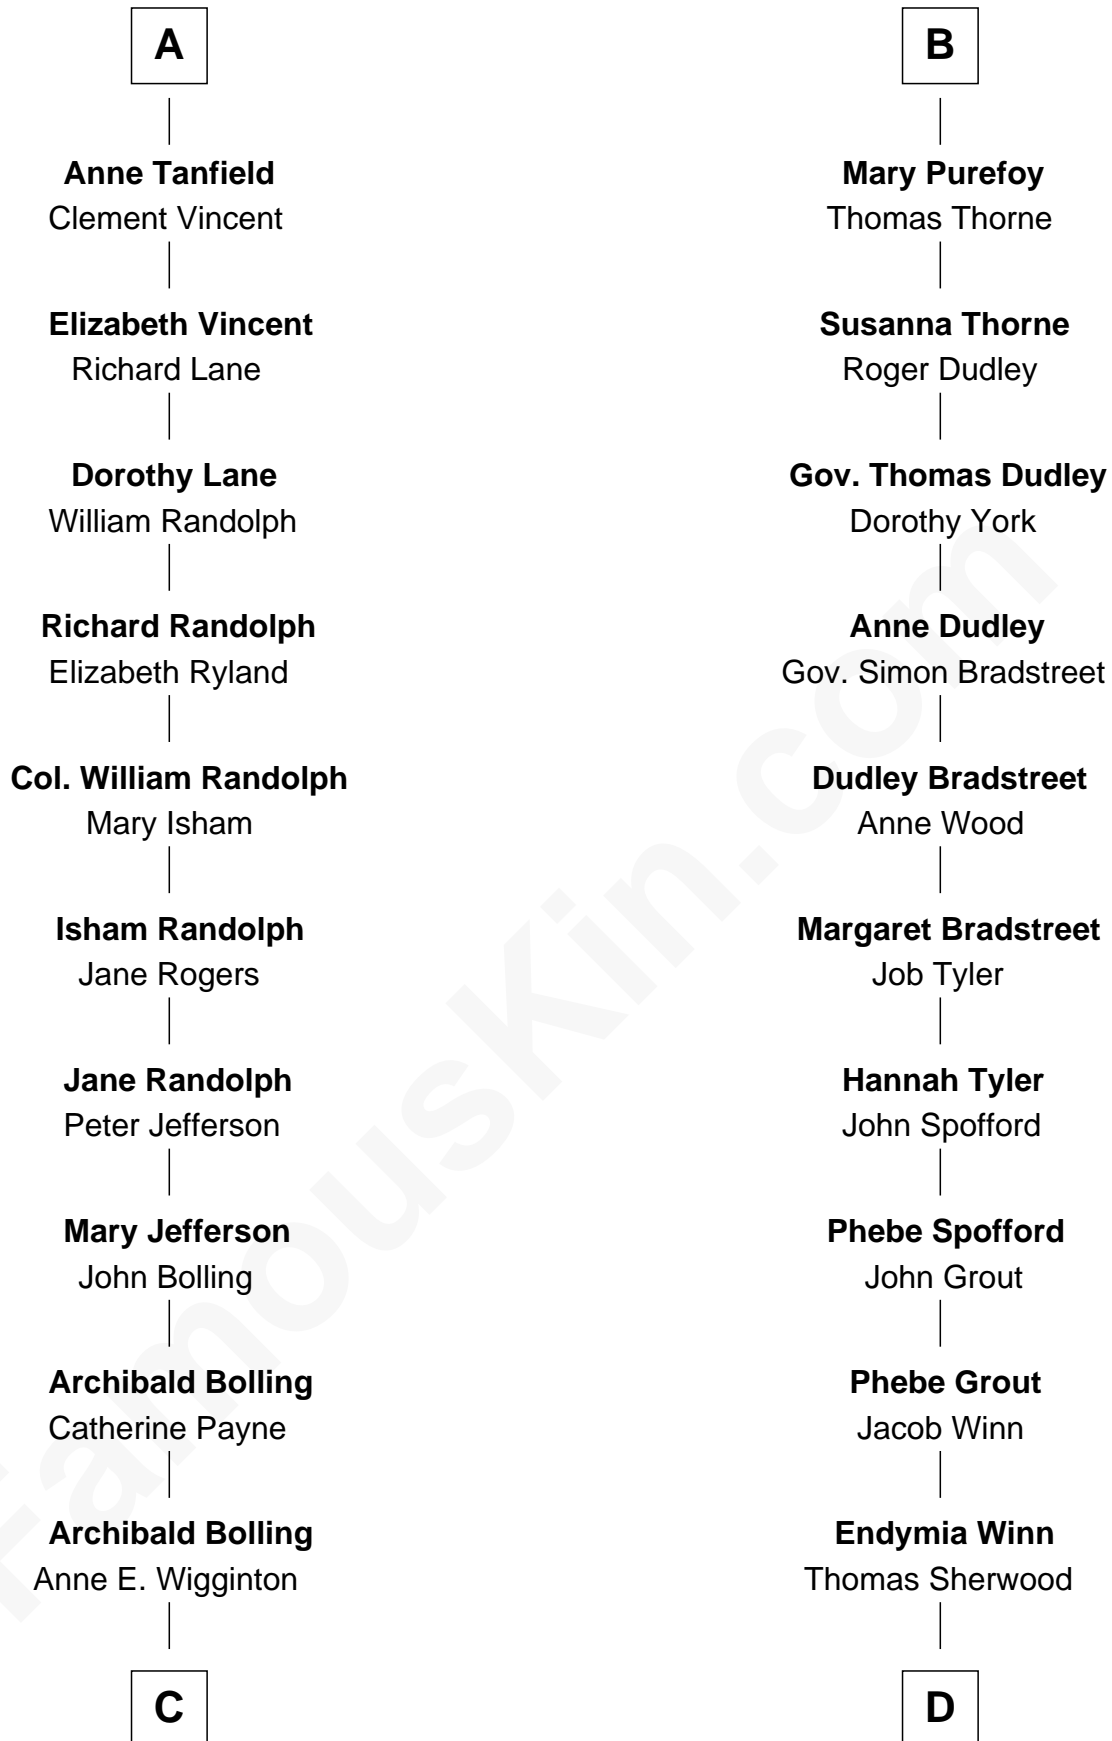 A
Anne Tanfield
Clement Vincent
Elizabeth Vincent
Richard Lane
Dorothy Lane
William Randolph
Richard Randolph
Elizabeth Ryland
Col. William Randolph
Mary Isham
Isham Randolph
Jane Rogers
Jane Randolph
Peter Jefferson
Mary Jefferson
John Bolling
Archibald Bolling
Catherine Payne
Archibald Bolling
Anne E. Wigginton
C
B
Mary Purefoy
Thomas Thorne
Susanna Thorne
Roger Dudley
Gov. Thomas Dudley
Dorothy York
Anne Dudley
Gov. Simon Bradstreet
Dudley Bradstreet
Anne Wood
Margaret Bradstreet
Job Tyler
Hannah Tyler
John Spofford
Phebe Spofford
John Grout
Phebe Grout
Jacob Winn
Endymia Winn
Thomas Sherwood
D
FamousKin.com